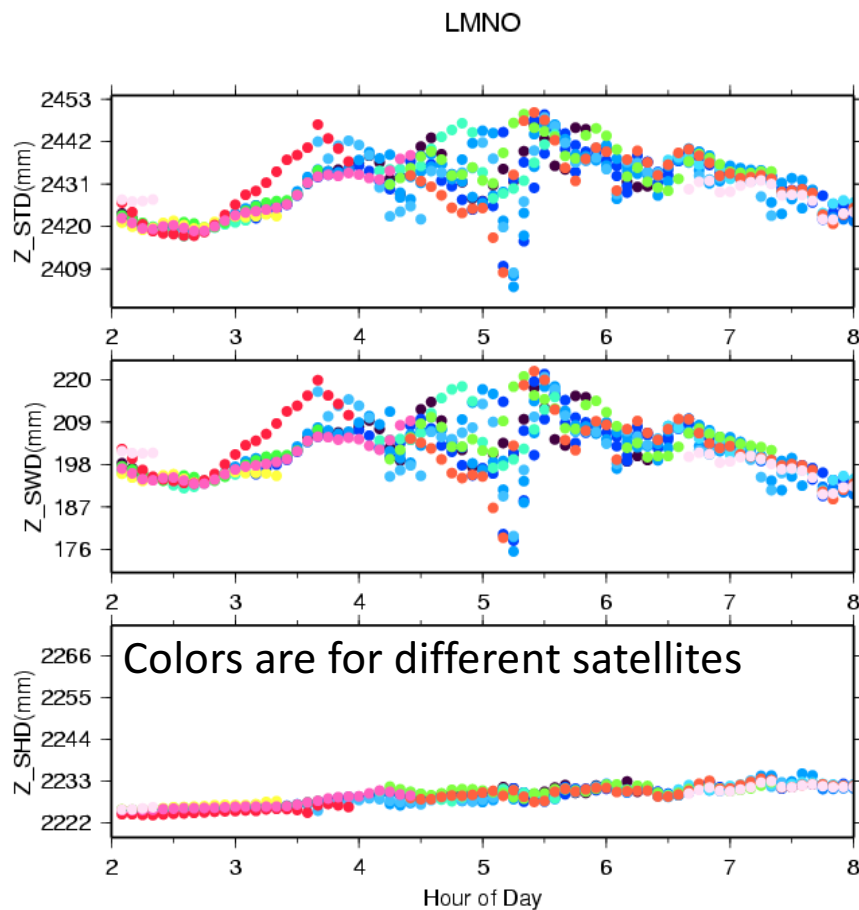 LMNO
Z_STD(mm)
2453
2442
2431
2420
2409
2 3 4 5 6 7 8
Z_SWD(mm)
220
209
198
187
176
2 3 4 5 6 7 8
Z_SHD(mm)
Colors are for different satellites
2266
2255
2244
2233
2222
2 3 4 5 6 7 8
Hour of Day